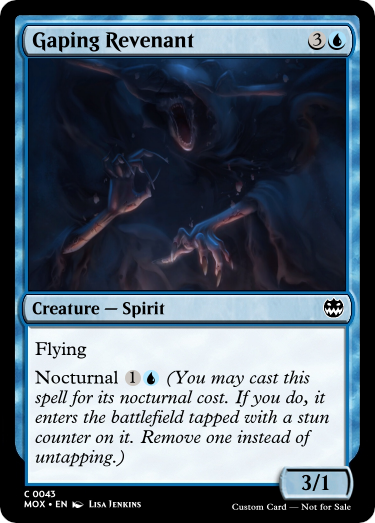 Gaping Revenant 3
Creature — Spirit
Flying
Nocturnal 1 (You may cast this
spell for its nocturnal cost. If you do, it
enters the battlefield tapped with a stun
counter on it. Remove one instead of
untapping.)
3/1
C 0043
MOX • EN Lisa Jenkins
Custom Card — Not for Sale